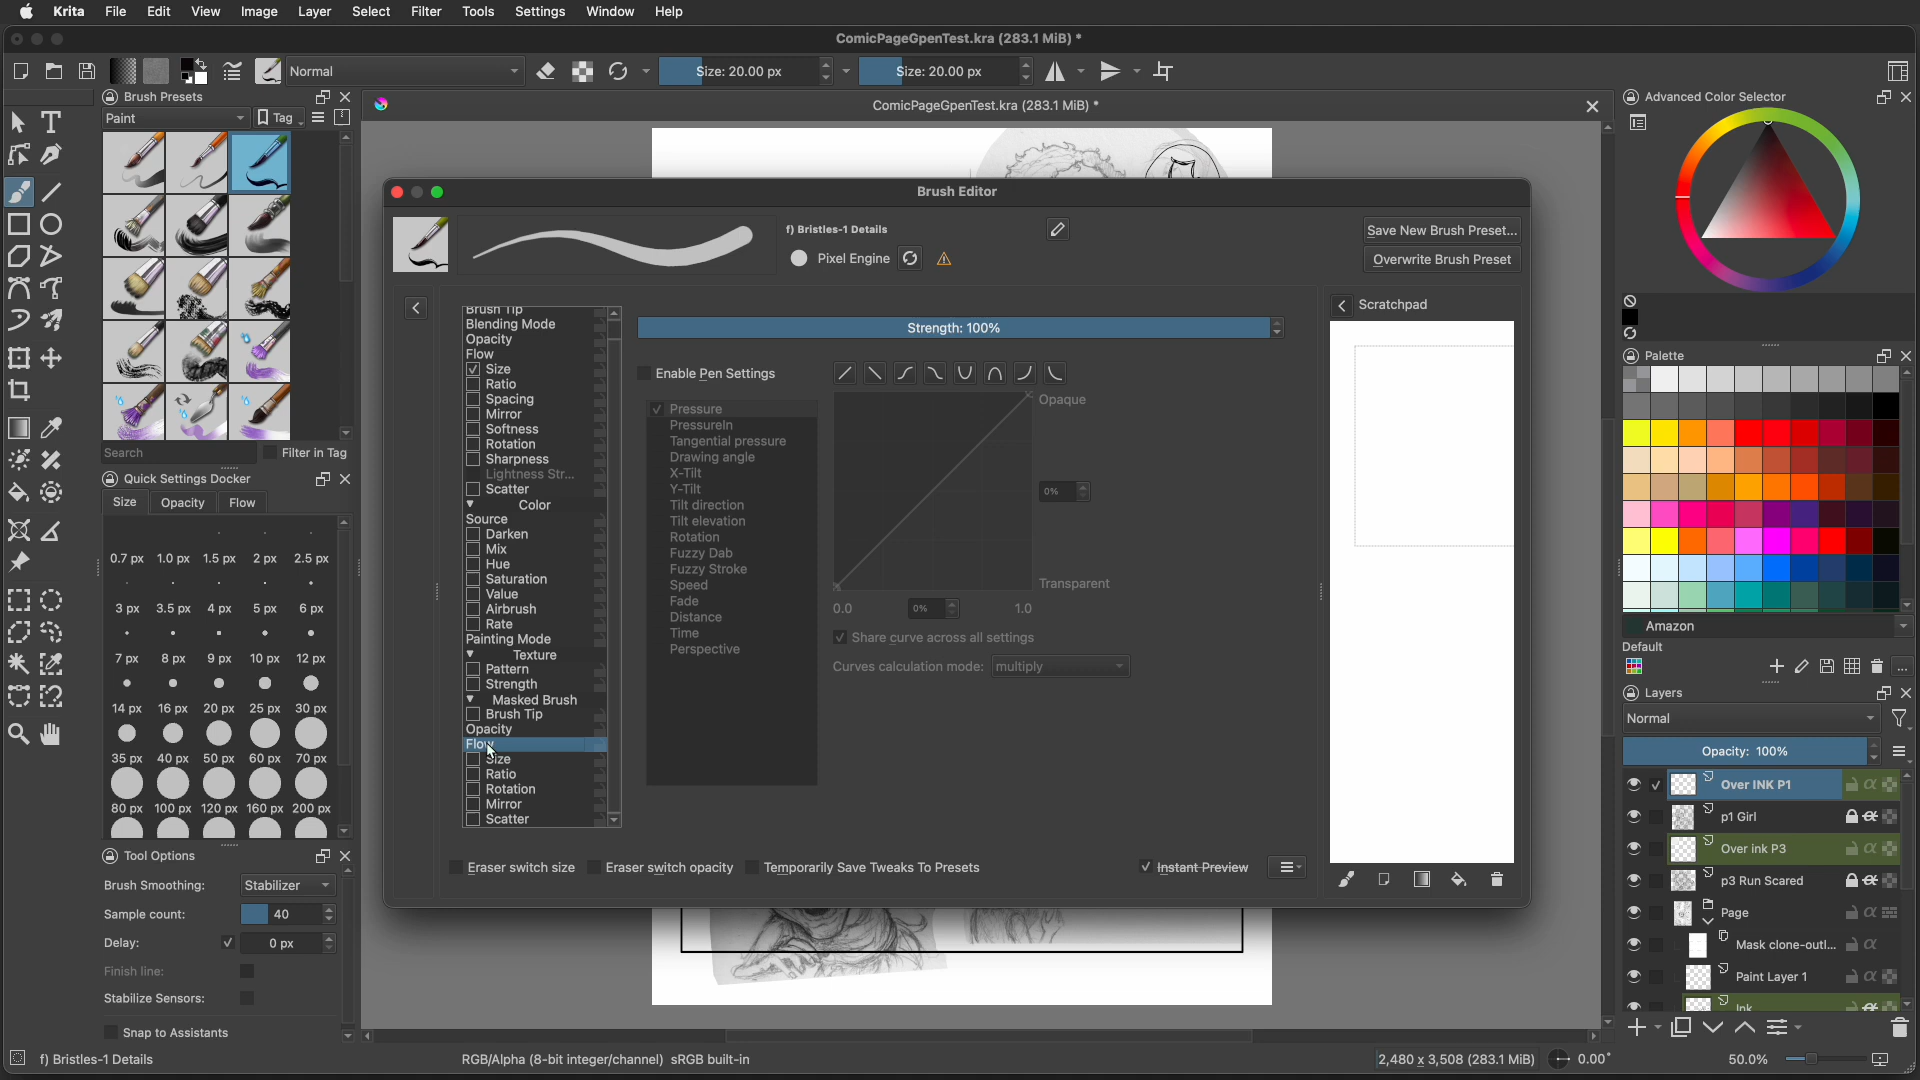 Krita File Edit View Image Layer Select Filter Tools Settings Window Help
ComicPageGpenTest.kra (283.1 MiB) *
Normal
Size: 20.00 px
Size: 20.00 px
Brush Presets
Paint
Tag
Search
Filter in Tag
Quick Settings Docker
Size Opacity Flow
0.7 px 1.0 px 1.5 px 2 px 2.5 px
3 px 3.5 px 4 px 5 px 6 px
7 px 8 px 9 px 10 px 12 px
14 px 16 px 20 px 25 px 30 px
35 px 40 px 50 px 60 px 70 px
80 px 100 px 120 px 160 px 200 px
Tool Options
Brush Smoothing: Stabilizer
Sample count: 40
Delay: 0 px
Finish line:
Stabilize Sensors:
Snap to Assistants
f) Bristles-1 Details
RGB/Alpha (8-bit integer/channel) sRGB built-in
2,480 x 3,508 (283.1 MiB)
0.00°
50.0%
ComicPageGpenTest.kra (283.1 MiB) *
Brush Editor
f) Bristles-1 Details
Pixel Engine
Save New Brush Preset...
Overwrite Brush Preset
Brush Tip
Blending Mode
Opacity
Flow
Size
Ratio
Spacing
Mirror
Softness
Rotation
Sharpness
Lightness Str...
Scatter
Color
Source
Darken
Mix
Hue
Saturation
Value
Airbrush
Rate
Painting Mode
Texture
Pattern
Strength
Masked Brush
Brush Tip
Opacity
Flow
Size
Ratio
Rotation
Mirror
Scatter
Strength: 100%
Enable Pen Settings
Pressure
PressureIn
Tangential pressure
Drawing angle
X-Tilt
Y-Tilt
Tilt direction
Tilt elevation
Rotation
Fuzzy Dab
Fuzzy Stroke
Speed
Fade
Distance
Time
Perspective
Opaque
0%
Transparent
0.0 0% 1.0
Share curve across all settings
Curves calculation mode: multiply
Scratchpad
Eraser switch size Eraser switch opacity Temporarily Save Tweaks To Presets
Instant Preview
Advanced Color Selector
Palette
Amazon
Default
...
Layers
Normal
Opacity: 100%
Over INK P1
p1 Girl
Over ink P3
p3 Run Scared
Page
Mask clone-outl...
Paint Layer 1
Ink